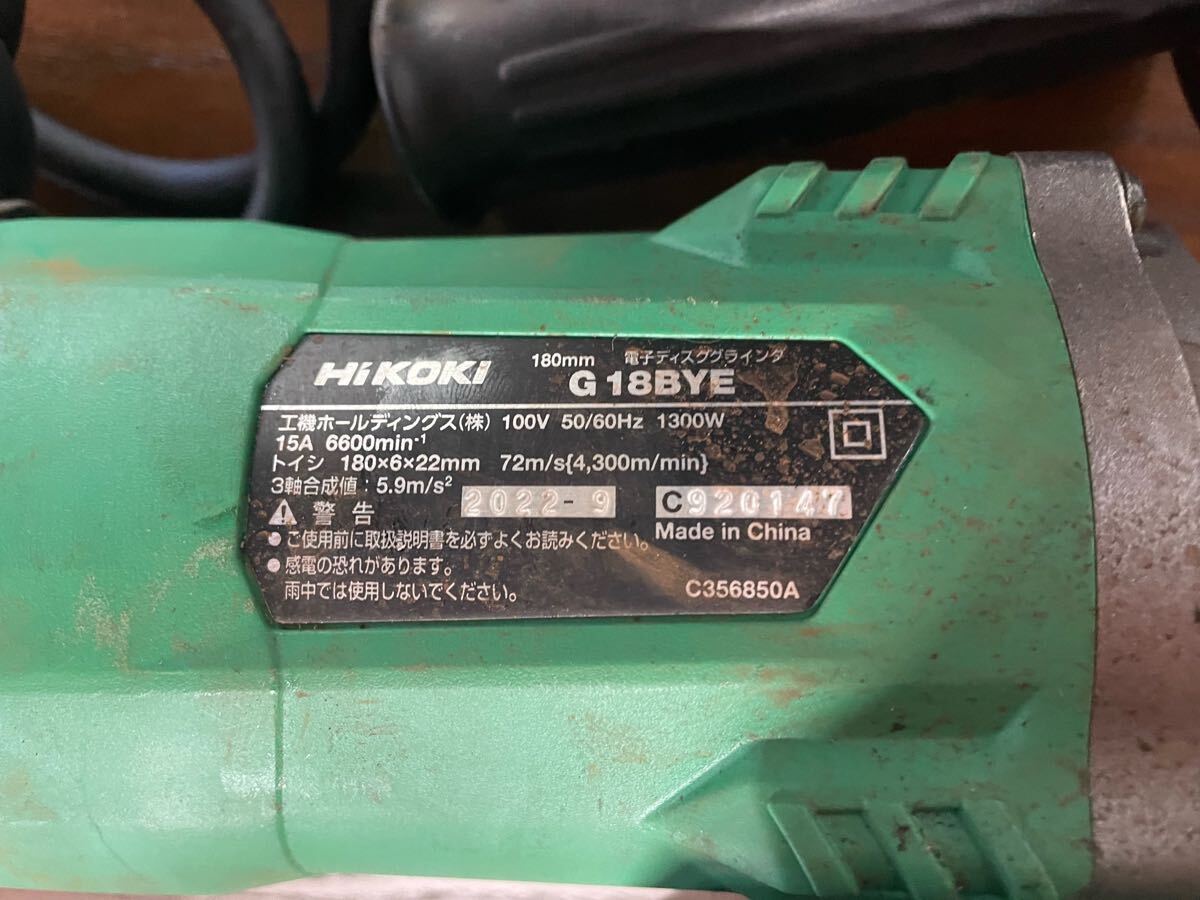 HiKOKI 180mm 電子ディスクグラインダ
G 18BYE
工機ホールディングス(株) 100V 50/60Hz 1300W
15A 6600min⁻¹
トイシ 180×6×22mm 72m/s{4,300m/min}
3軸合成値:5.9m/s²
2022-9 C920147
警告 Made in China
●ご使用前に取扱説明書を必ずよくお読みください。
●感電の恐れがあります。
雨中では使用しないでください。 C356850A